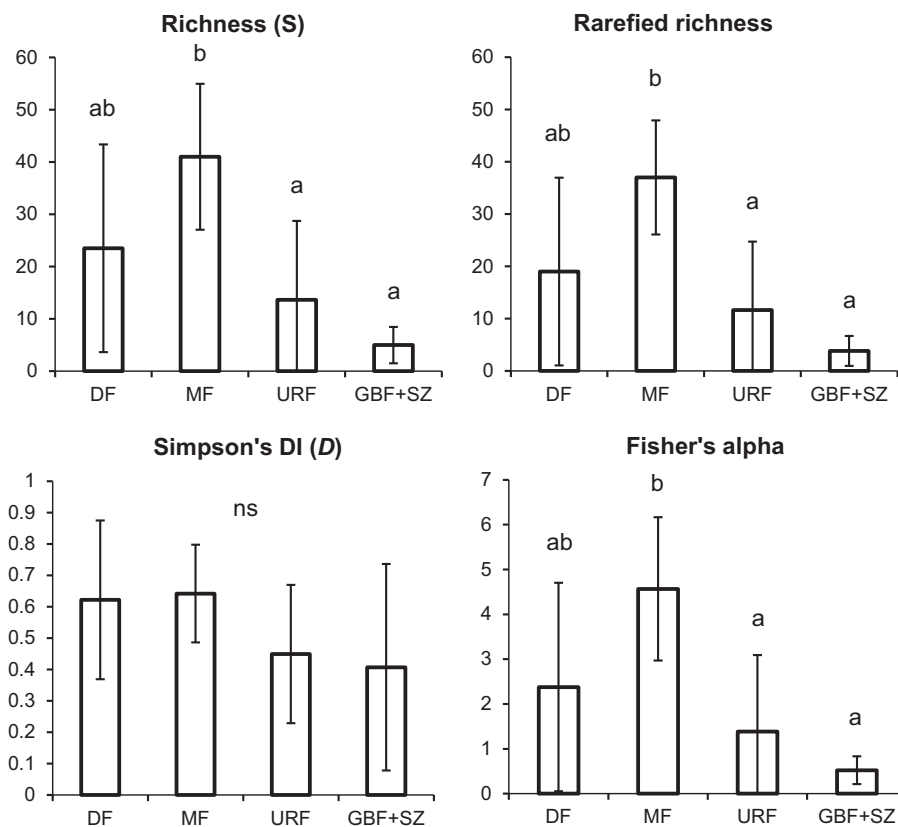 Richness (S)
60
50
40
30
20
10
0
ab
b
a
a
DF MF URF GBF+SZ
Rarefied richness
60
50
40
30
20
10
0
ab
b
a
a
DF MF URF GBF+SZ
Simpson's DI (D)
1
0.9
0.8
0.7
0.6
0.5
0.4
0.3
0.2
0.1
0
ns
DF MF URF GBF+SZ
Fisher's alpha
7
6
5
4
3
2
1
0
ab
b
a
a
DF MF URF GBF+SZ